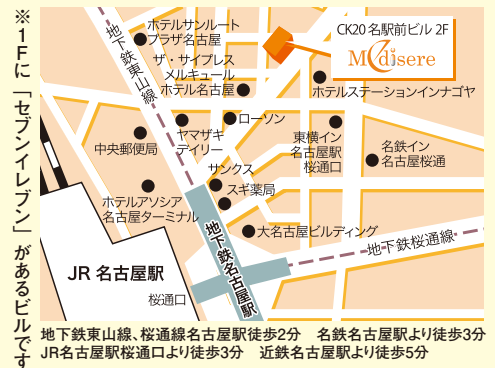 ※1Fに「セブンイレブン」があるビルです
地下鉄東山線
ホテルサンルート
プラザ名古屋
ザ・サイプレス
メルキュール
ホテル名古屋
CK20 名駅前ビル 2F
Medisere
ホテルステーションインナゴヤ
中央郵便局
ヤマザキ
デイリー
ローソン
東横イン
名古屋駅
桜通口
名鉄イン
名古屋桜通
サンクス
スギ薬局
ホテルアソシア
名古屋ターミナル
大名古屋ビルディング
地下鉄名古屋駅
地下鉄桜通線
JR 名古屋駅
桜通口
地下鉄東山線、桜通線名古屋駅徒歩2分　名鉄名古屋駅より徒歩3分
JR名古屋駅桜通口より徒歩3分　近鉄名古屋駅より徒歩5分